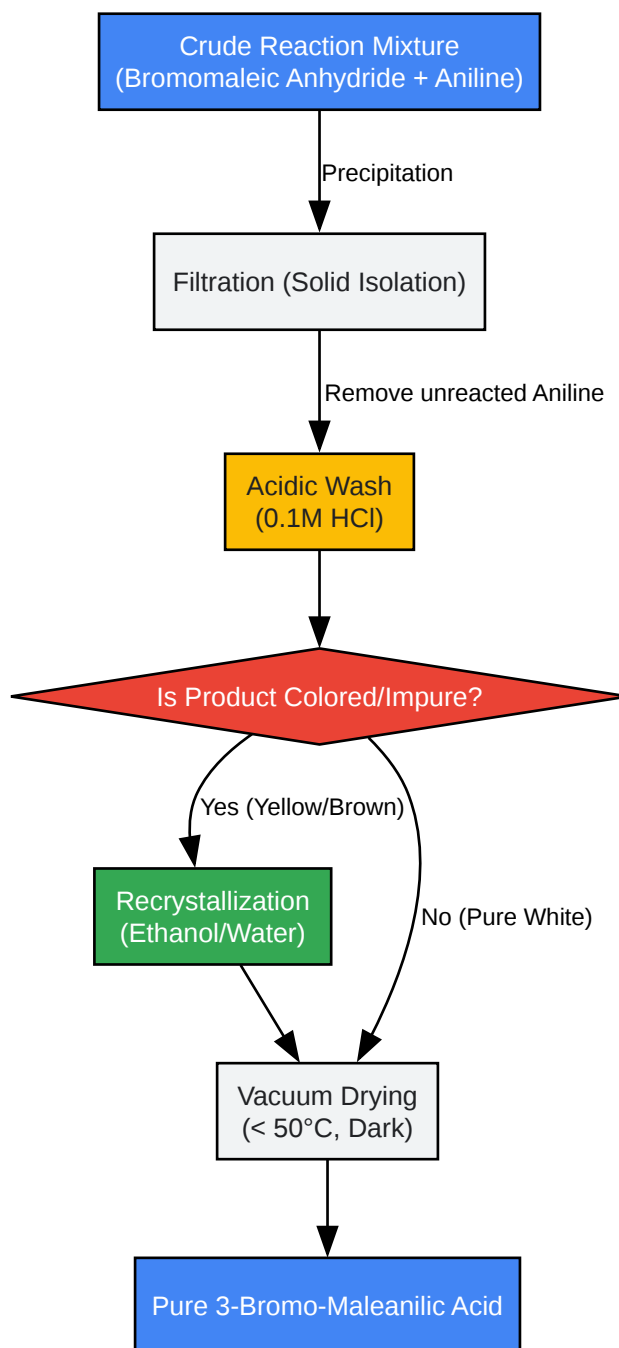 Crude Reaction Mixture
(Bromomaleic Anhydride + Aniline)
Precipitation
Filtration (Solid Isolation)
Remove unreacted Aniline
Acidic Wash
(0.1M HCl)
Is Product Colored/Impure?
Yes (Yellow/Brown)
Recrystallization
(Ethanol/Water)
No (Pure White)
Vacuum Drying
(< 50°C, Dark)
Pure 3-Bromo-Maleanilic Acid